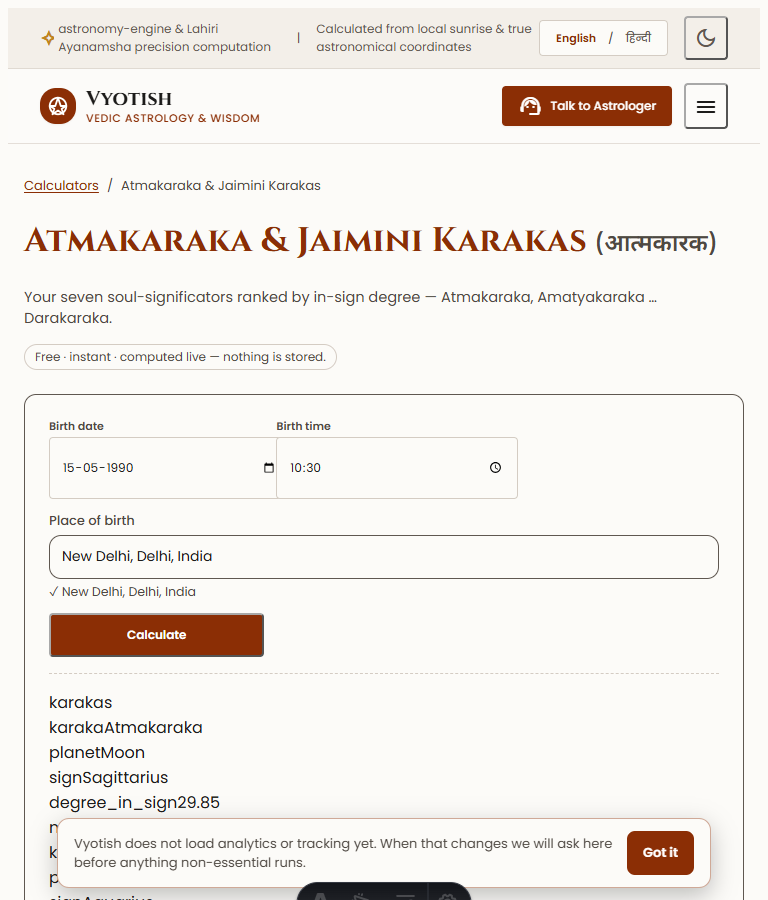 astronomy-engine & Lahiri
Ayanamsha precision computation
|
Calculated from local sunrise & true
astronomical coordinates
English / हिन्दी
VYOTISH
VEDIC ASTROLOGY & WISDOM
Talk to Astrologer
Calculators / Atmakaraka & Jaimini Karakas
ATMAKARAKA & JAIMINI KARAKAS (आत्मकारक)
Your seven soul-significators ranked by in-sign degree — Atmakaraka, Amatyakaraka …
Darakaraka.
Free · instant · computed live — nothing is stored.
Birth date
Birth time
15-05-1990
10:30
Place of birth
New Delhi, Delhi, India
✓ New Delhi, Delhi, India
Calculate
karakas
karakaAtmakaraka
planetMoon
signSagittarius
degree_in_sign29.85
Vyotish does not load analytics or tracking yet. When that changes we will ask here
before anything non-essential runs.
Got it